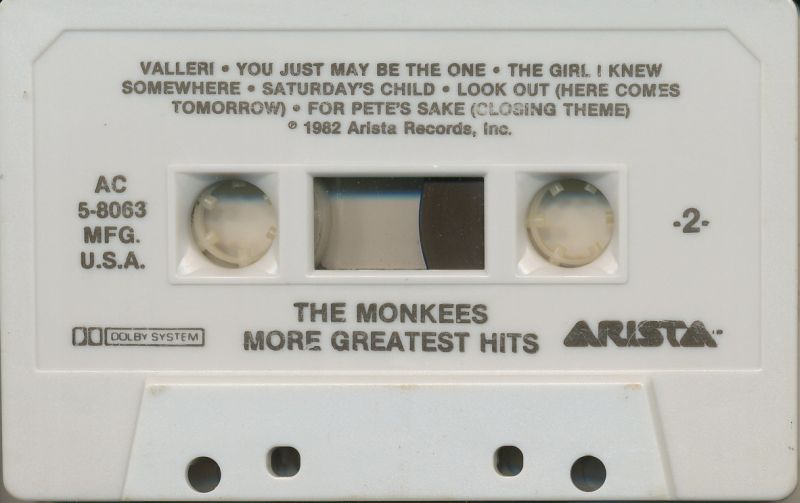 VALLERI • YOU JUST MAY BE THE ONE • THE GIRL I KNEW
SOMEWHERE • SATURDAY'S CHILD • LOOK OUT (HERE COMES
TOMORROW) • FOR PETE'S SAKE (CLOSING THEME)
℗ 1982 Arista Records, Inc.
AC
5-8063
MFG.
U.S.A.
-2-
THE MONKEES
MORE GREATEST HITS
DOLBY SYSTEM
ARISTA